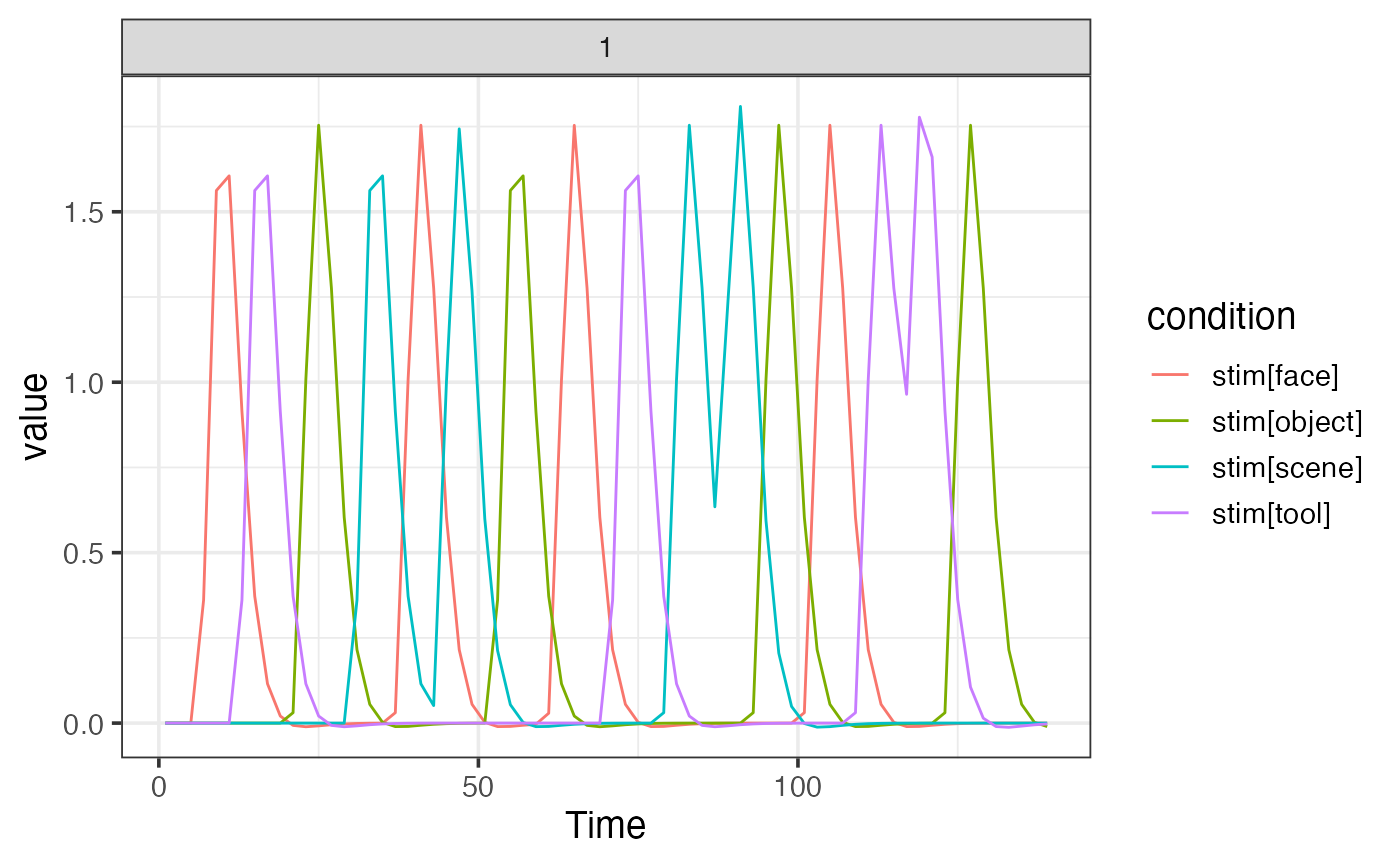 1
value
1.5
1.0
0.5
0.0
0 50 100
Time
condition
stim[face]
stim[object]
stim[scene]
stim[tool]